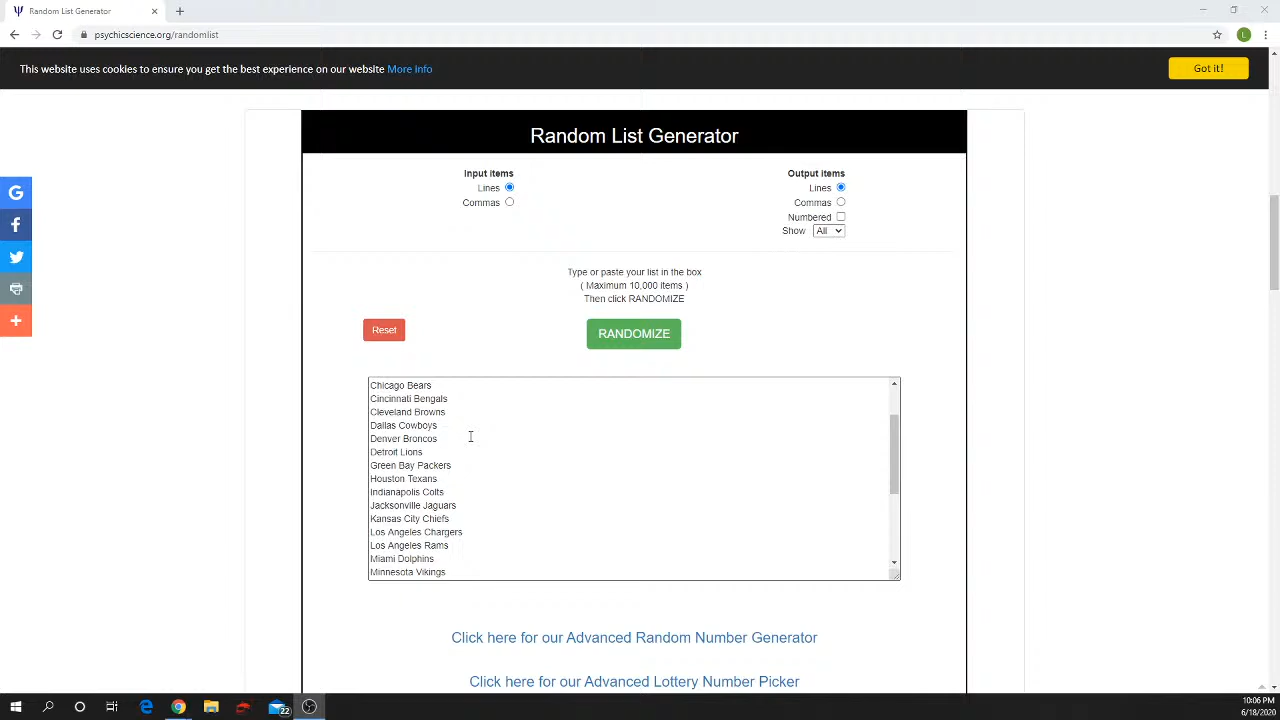 Random List Generator
psychicscience.org/randomlist
L
This website uses cookies to ensure you get the best experience on our website More info
Got it!
Random List Generator
Input items
Lines
Commas
Output items
Lines
Commas
Numbered
Show All
Type or paste your list in the box
( Maximum 10,000 items )
Then click RANDOMIZE
Reset
RANDOMIZE
Chicago Bears
Cincinnati Bengals
Cleveland Browns
Dallas Cowboys
Denver Broncos
Detroit Lions
Green Bay Packers
Houston Texans
Indianapolis Colts
Jacksonville Jaguars
Kansas City Chiefs
Los Angeles Chargers
Los Angeles Rams
Miami Dolphins
Minnesota Vikings
Click here for our Advanced Random Number Generator
Click here for our Advanced Lottery Number Picker
22
10:06 PM
6/18/2020